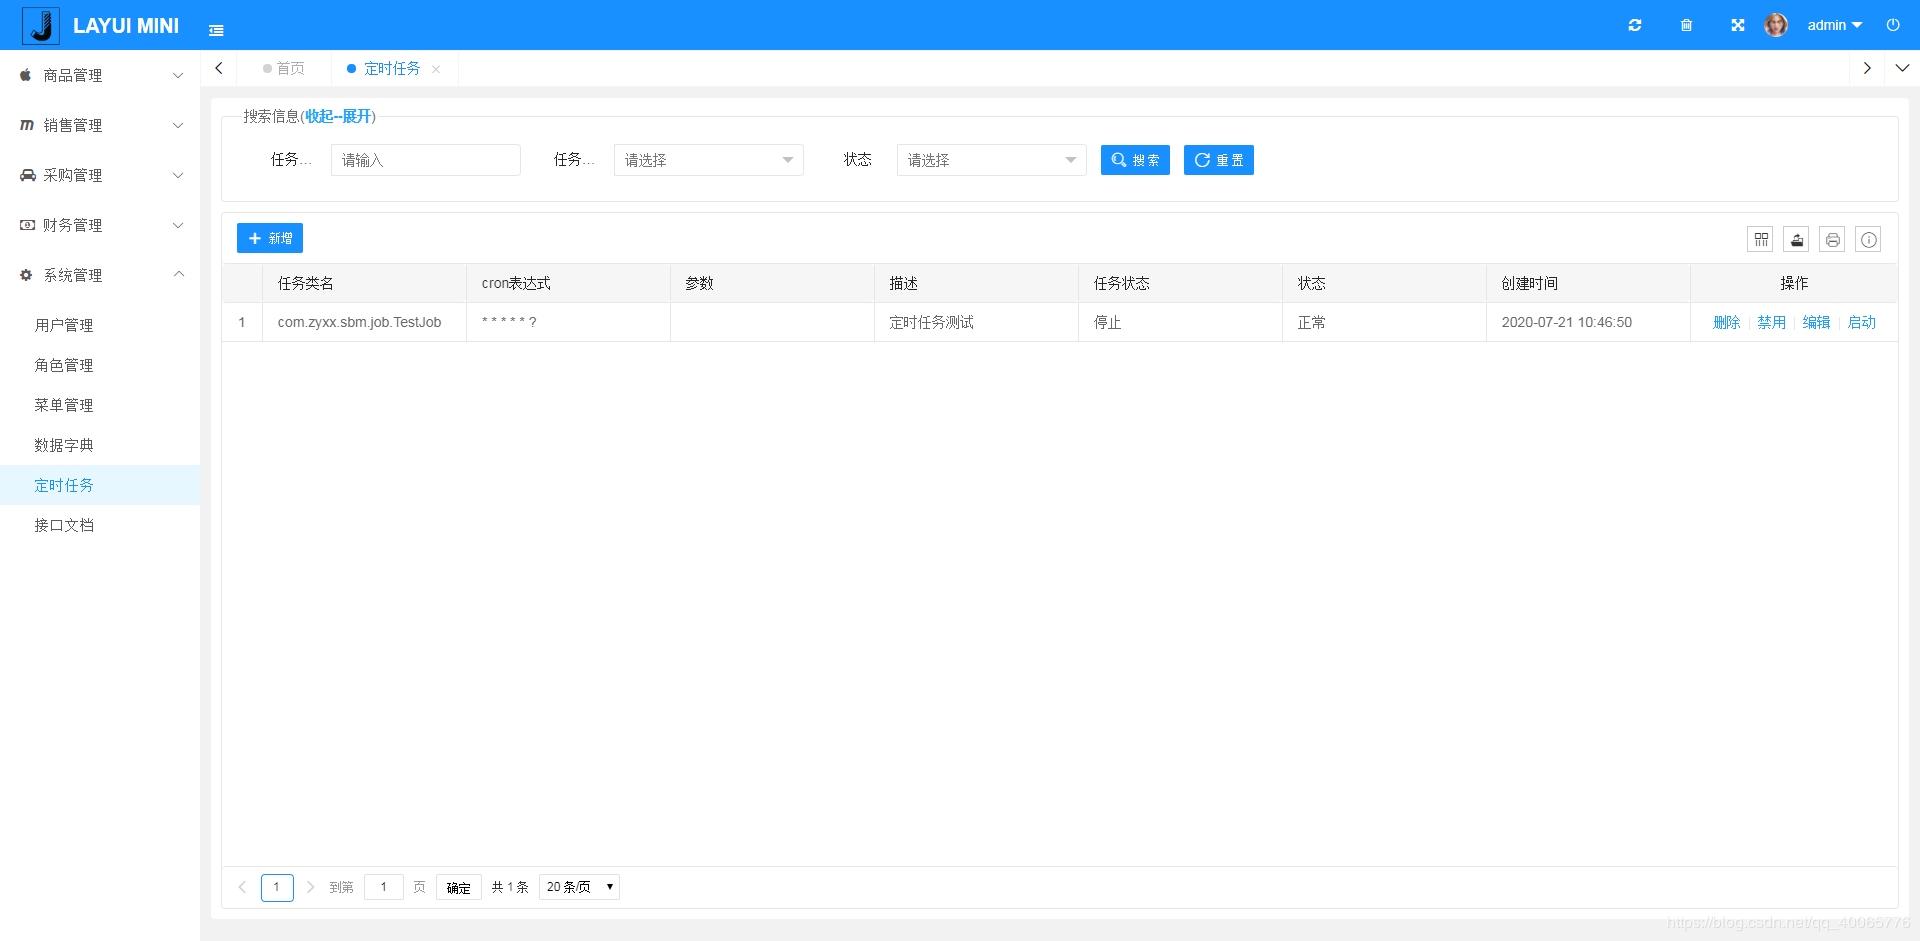 LAYUI MINI
admin
商品管理
销售管理
采购管理
财务管理
系统管理
用户管理
角色管理
菜单管理
数据字典
定时任务
接口文档
首页
定时任务
搜索信息(收起--展开)
任务... 请输入 任务... 请选择 状态 请选择 搜索 重置
新增
任务类名 cron表达式 参数 描述 任务状态 状态 创建时间 操作
1 com.zyxx.sbm.job.TestJob * * * * * ? 定时任务测试 停止 正常 2020-07-21 10:46:50 删除 禁用 编辑 启动
1 到第 1 页 确定 共 1 条 20 条/页
https://blog.csdn.net/qq_40065776